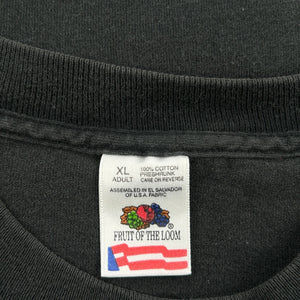 XL
ADULT
100% COTTON
PRESHRUNK
CARE ON REVERSE
ASSEMBLED IN EL SALVADOR
OF U.S.A. FABRIC
®
FRUIT OF THE LOOM